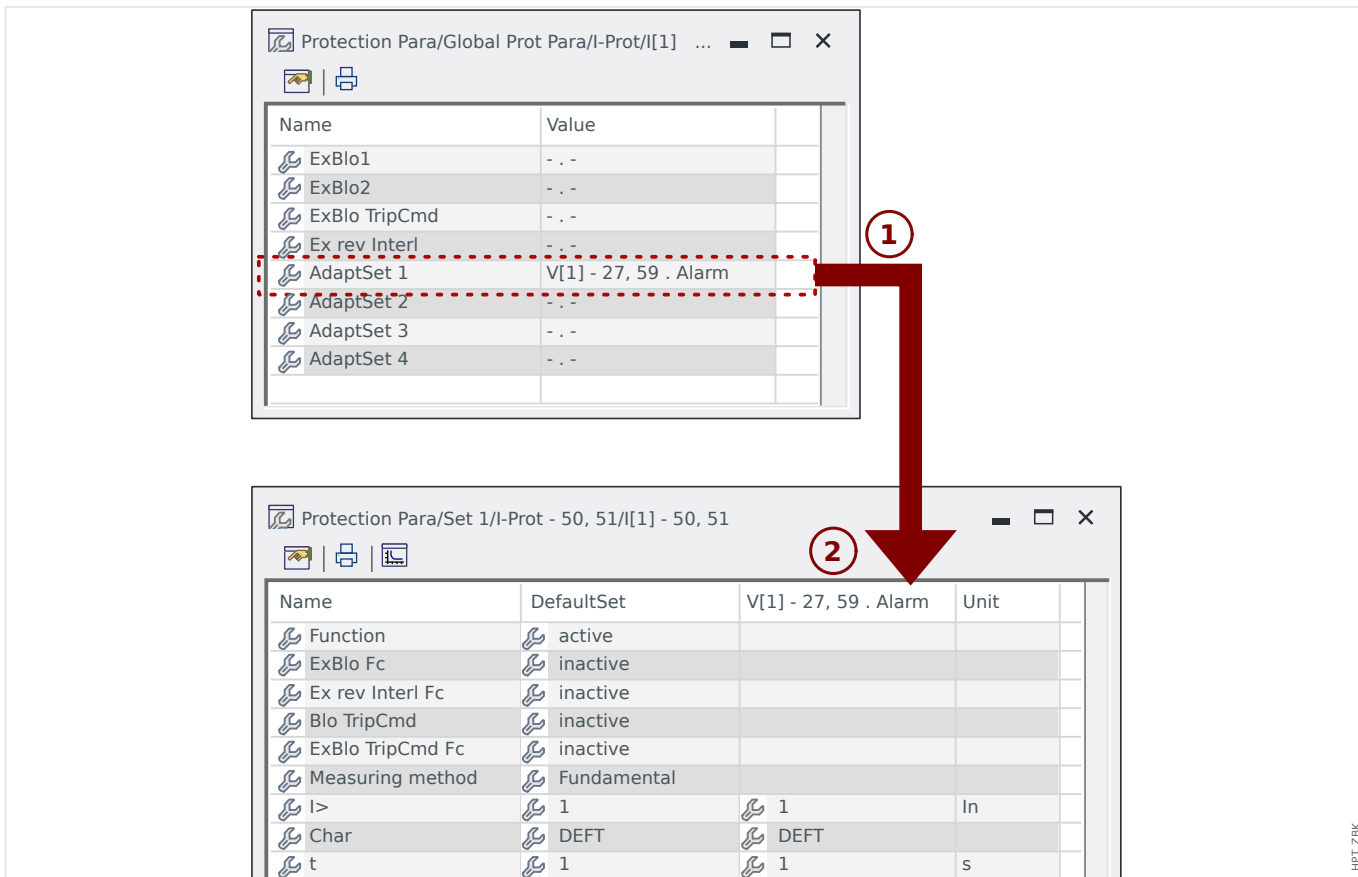 Protection Para/Global Prot Para/I-Prot/I[1] ...
Name Value
ExBlo1 - . -
ExBlo2 - . -
ExBlo TripCmd - . -
Ex rev Interl - . -
AdaptSet 1 V[1] - 27, 59 . Alarm
AdaptSet 2 - . -
AdaptSet 3 - . -
AdaptSet 4 - . -
1
Protection Para/Set 1/I-Prot - 50, 51/I[1] - 50, 51
2
Name DefaultSet V[1] - 27, 59 . Alarm Unit
Function active
ExBlo Fc inactive
Ex rev Interl Fc inactive
Blo TripCmd inactive
ExBlo TripCmd Fc inactive
Measuring method Fundamental
I> 1 1 In
Char DEFT DEFT
t 1 1 s
HPT_ZBK